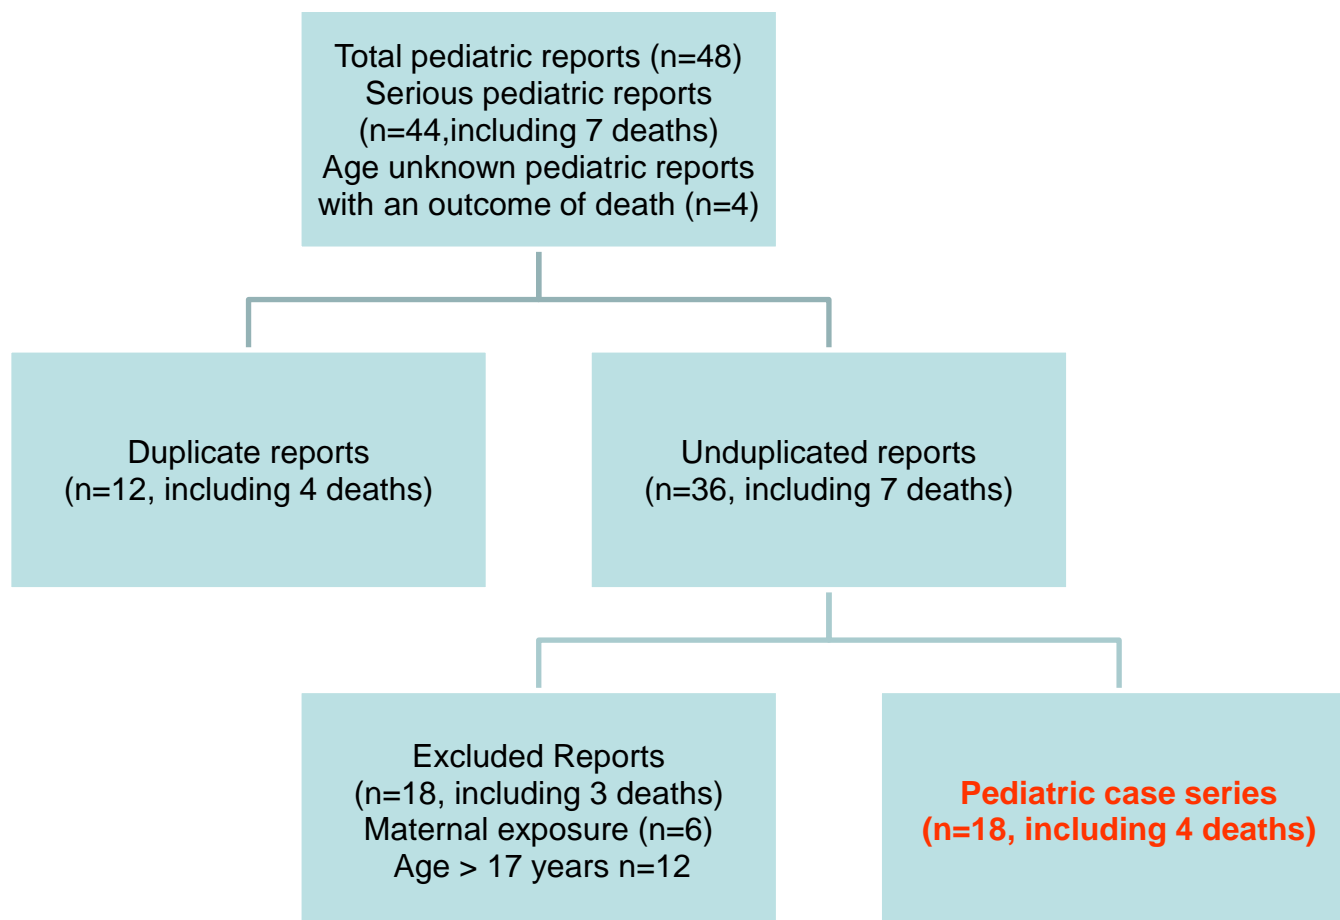 Total pediatric reports (n=48)
Serious pediatric reports
(n=44,including 7 deaths)
Age unknown pediatric reports
with an outcome of death (n=4)
Duplicate reports
(n=12, including 4 deaths)
Unduplicated reports
(n=36, including 7 deaths)
Excluded Reports
(n=18, including 3 deaths)
Maternal exposure (n=6)
Age > 17 years n=12
Pediatric case series
(n=18, including 4 deaths)